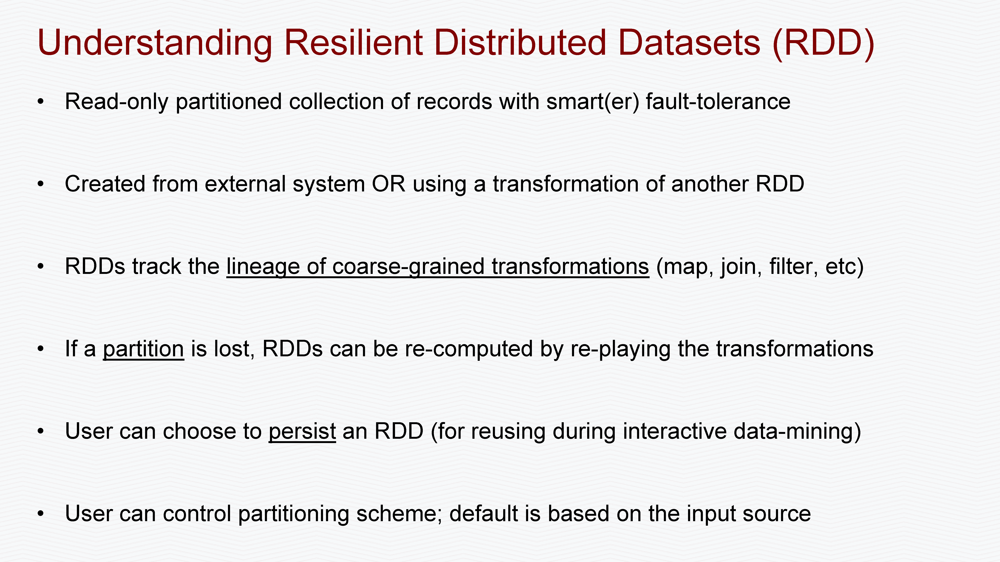 Understanding Resilient Distributed Datasets (RDD)
• Read-only partitioned collection of records with smart(er) fault-tolerance
• Created from external system OR using a transformation of another RDD
• RDDs track the lineage of coarse-grained transformations (map, join, filter, etc)
• If a partition is lost, RDDs can be re-computed by re-playing the transformations
• User can choose to persist an RDD (for reusing during interactive data-mining)
• User can control partitioning scheme; default is based on the input source